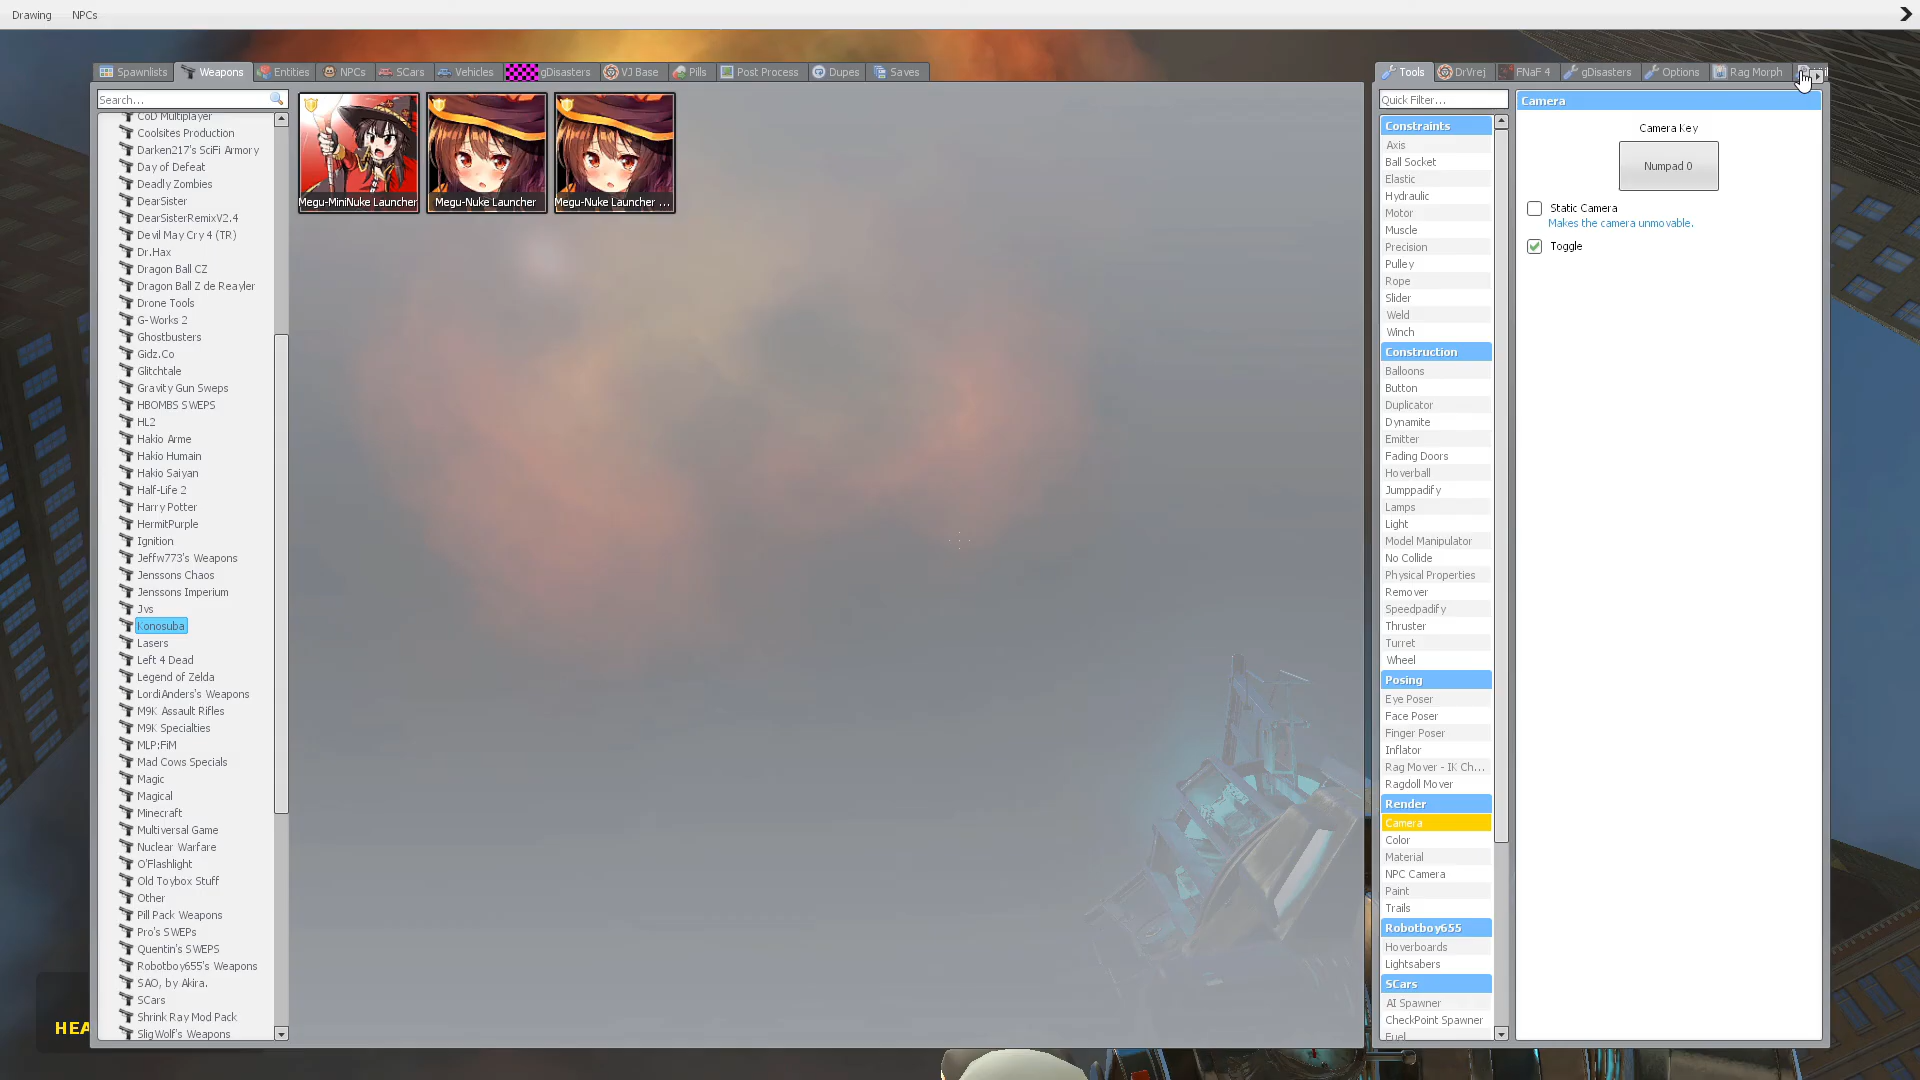 Drawing NPCs
Spawnlists Weapons Entities NPCs SCars Vehicles gDisasters VJ Base Pills Post Process Dupes Saves
Search...
CoD Multiplayer
Coolsites Production
Darken217's SciFi Armory
Day of Defeat
Deadly Zombies
DearSister
DearSisterRemixV2.4
Devil May Cry 4 (TR)
Dr.Hax
Dragon Ball CZ
Dragon Ball Z de Reayler
Drone Tools
G-Works 2
Ghostbusters
Gidz.Co
Glitchtale
Gravity Gun Sweps
HBOMBS SWEPS
HL2
Hakio Arme
Hakio Humain
Hakio Saiyan
Half-Life 2
Harry Potter
HermitPurple
Ignition
Jeffw773's Weapons
Jenssons Chaos
Jenssons Imperium
Jvs
Konosuba
Lasers
Left 4 Dead
Legend of Zelda
LordiAnders's Weapons
M9K Assault Rifles
M9K Specialties
MLP:FiM
Mad Cows Specials
Magic
Magical
Minecraft
Multiversal Game
Nuclear Warfare
O'Flashlight
Old Toybox Stuff
Other
Pill Pack Weapons
Pro's SWEPs
Quentin's SWEPS
Robotboy655's Weapons
SAO, by Akira.
SCars
Shrink Ray Mod Pack
SligWolf's Weapons
HEA
Megu-MiniNuke Launcher
Megu-Nuke Launcher
Megu-Nuke Launcher ...
Tools DrVrej FNaF 4 gDisasters Options Rag Morph
Quick Filter...
Constraints
Axis
Ball Socket
Elastic
Hydraulic
Motor
Muscle
Precision
Pulley
Rope
Slider
Weld
Winch
Construction
Balloons
Button
Duplicator
Dynamite
Emitter
Fading Doors
Hoverball
Jumppadify
Lamps
Light
Model Manipulator
No Collide
Physical Properties
Remover
Speedpadify
Thruster
Turret
Wheel
Posing
Eye Poser
Face Poser
Finger Poser
Inflator
Rag Mover - IK Ch...
Ragdoll Mover
Render
Camera
Color
Material
NPC Camera
Paint
Trails
Robotboy655
Hoverboards
Lightsabers
SCars
AI Spawner
CheckPoint Spawner
Fuel
Camera
Camera Key
Numpad 0
Static Camera
Makes the camera unmovable.
Toggle